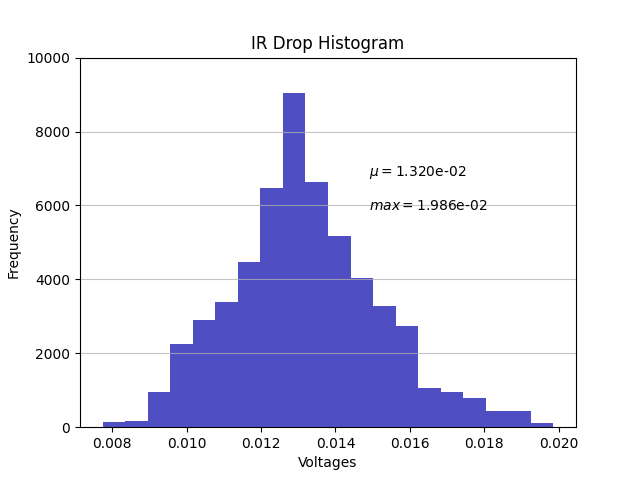 IR Drop Histogram
10000
8000
6000
4000
2000
0
Frequency
μ = 1.320e-02
max = 1.986e-02
0.008 0.010 0.012 0.014 0.016 0.018 0.020
Voltages